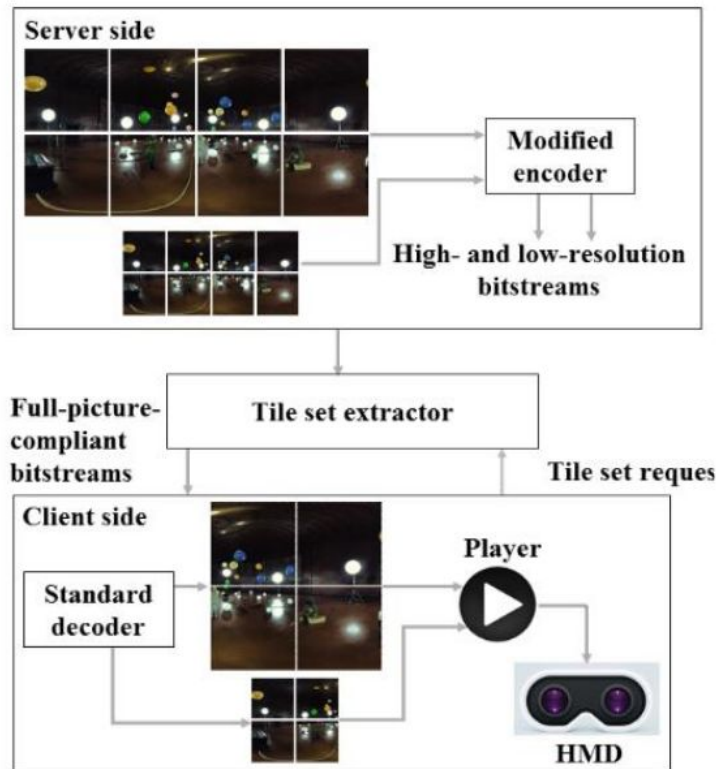 Server side
Modified
encoder
High- and low-resolution
bitstreams
Tile set extractor
Full-picture-
compliant
bitstreams
Tile set reques
Client side
Standard
decoder
Player
HMD